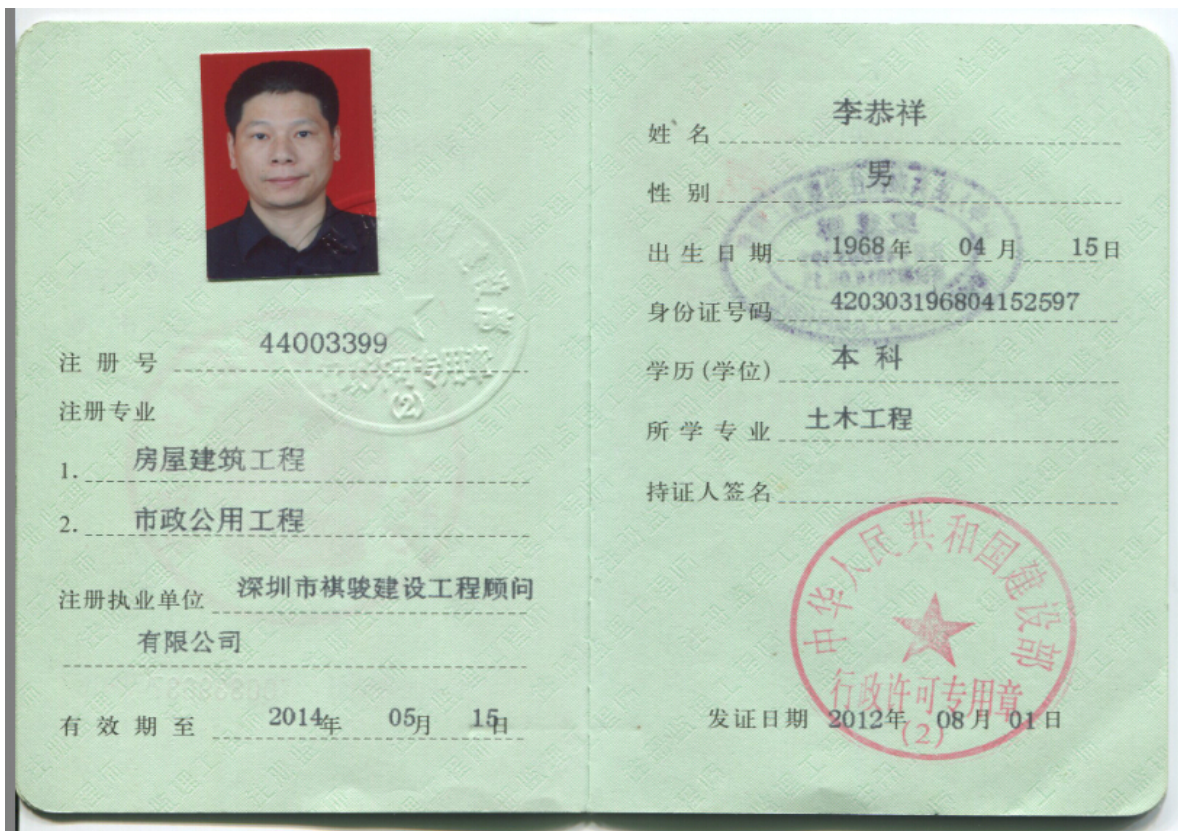 注 册 号 44003399
注册专业
1. 房屋建筑工程
2. 市政公用工程
注册执业单位 深圳市祺骏建设工程顾问
有限公司
有 效 期 至 2014年 05月 15日
专用章
(2)
姓 名 李恭祥
性 别 男
出 生 日 期 1968年 04月 15日
身份证号码 420303196804152597
学历(学位) 本 科
所 学 专 业 土木工程
持证人签名
中华人民共和国建设部
行政许可专用章
(2)
发证日期 2012年 08月 01日